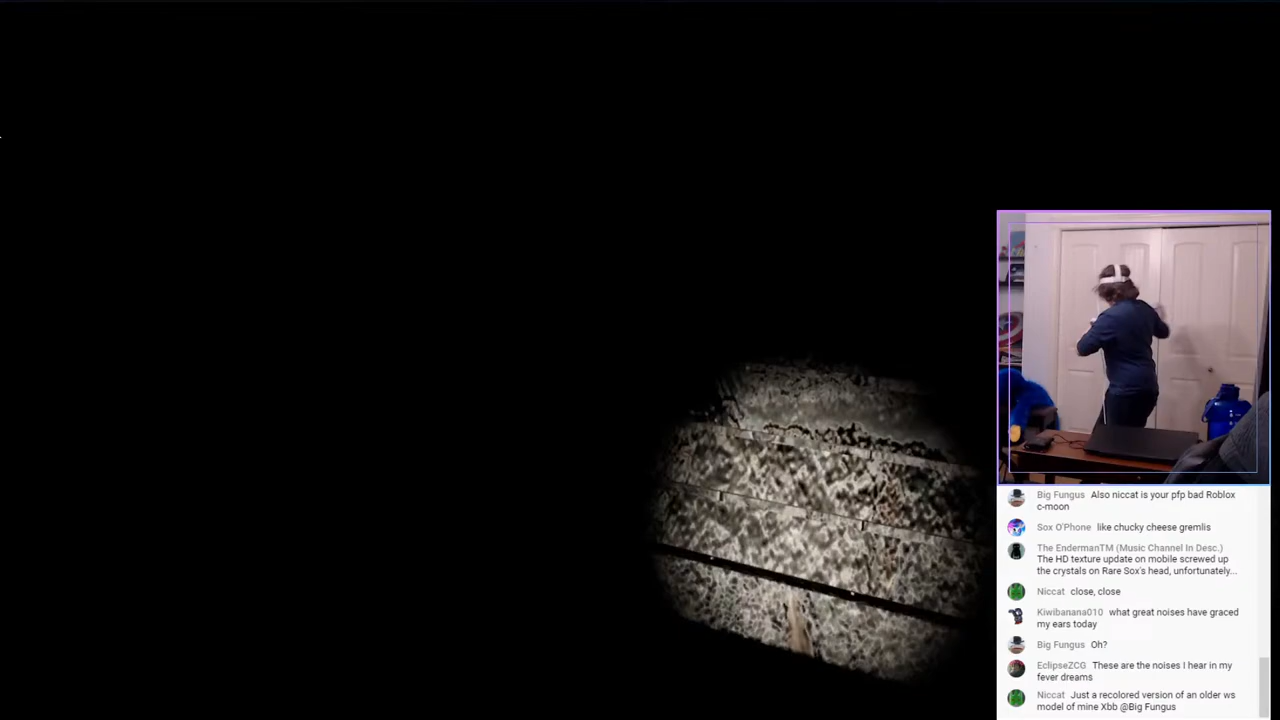 Big Fungus Also niccat is your pfp bad Roblox
c-moon
Sox O'Phone like chucky cheese gremlis
The EndermanTM (Music Channel In Desc.)
The HD texture update on mobile screwed up
the crystals on Rare Sox's head, unfortunately...
Niccat close, close
Kiwibanana010 what great noises have graced
my ears today
Big Fungus Oh?
EclipseZCG These are the noises I hear in my
fever dreams
Niccat Just a recolored version of an older ws
model of mine Xbb @Big Fungus